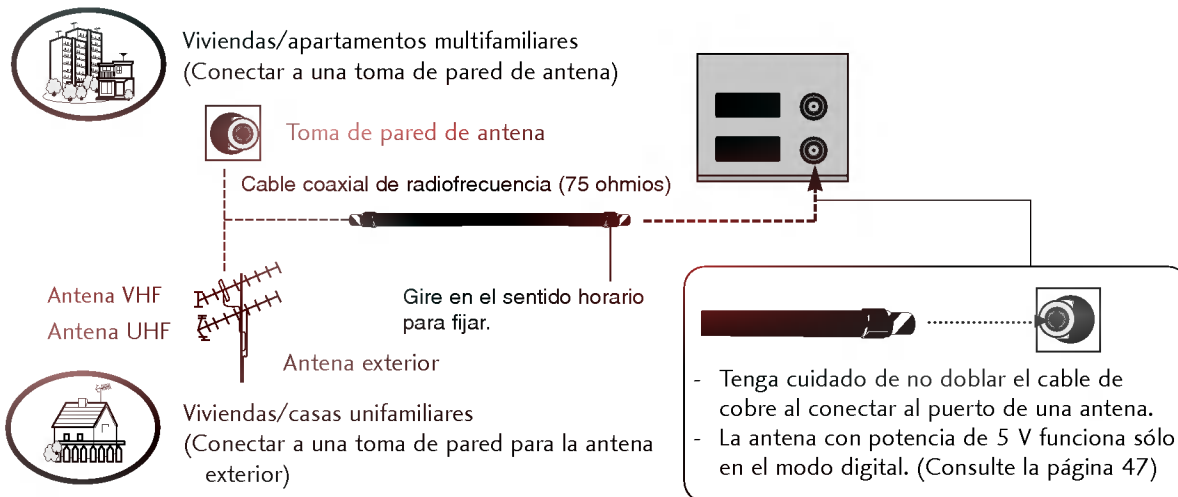 Viviendas/apartamentos multifamiliares
(Conectar a una toma de pared de antena)
Toma de pared de antena
Cable coaxial de radiofrecuencia (75 ohmios)
Antena VHF
Antena UHF
Gire en el sentido horario
para fijar.
Antena exterior
Viviendas/casas unifamiliares
(Conectar a una toma de pared para la antena
exterior)
- Tenga cuidado de no doblar el cable de
cobre al conectar al puerto de una antena.
- La antena con potencia de 5 V funciona sólo
en el modo digital. (Consulte la página 47)